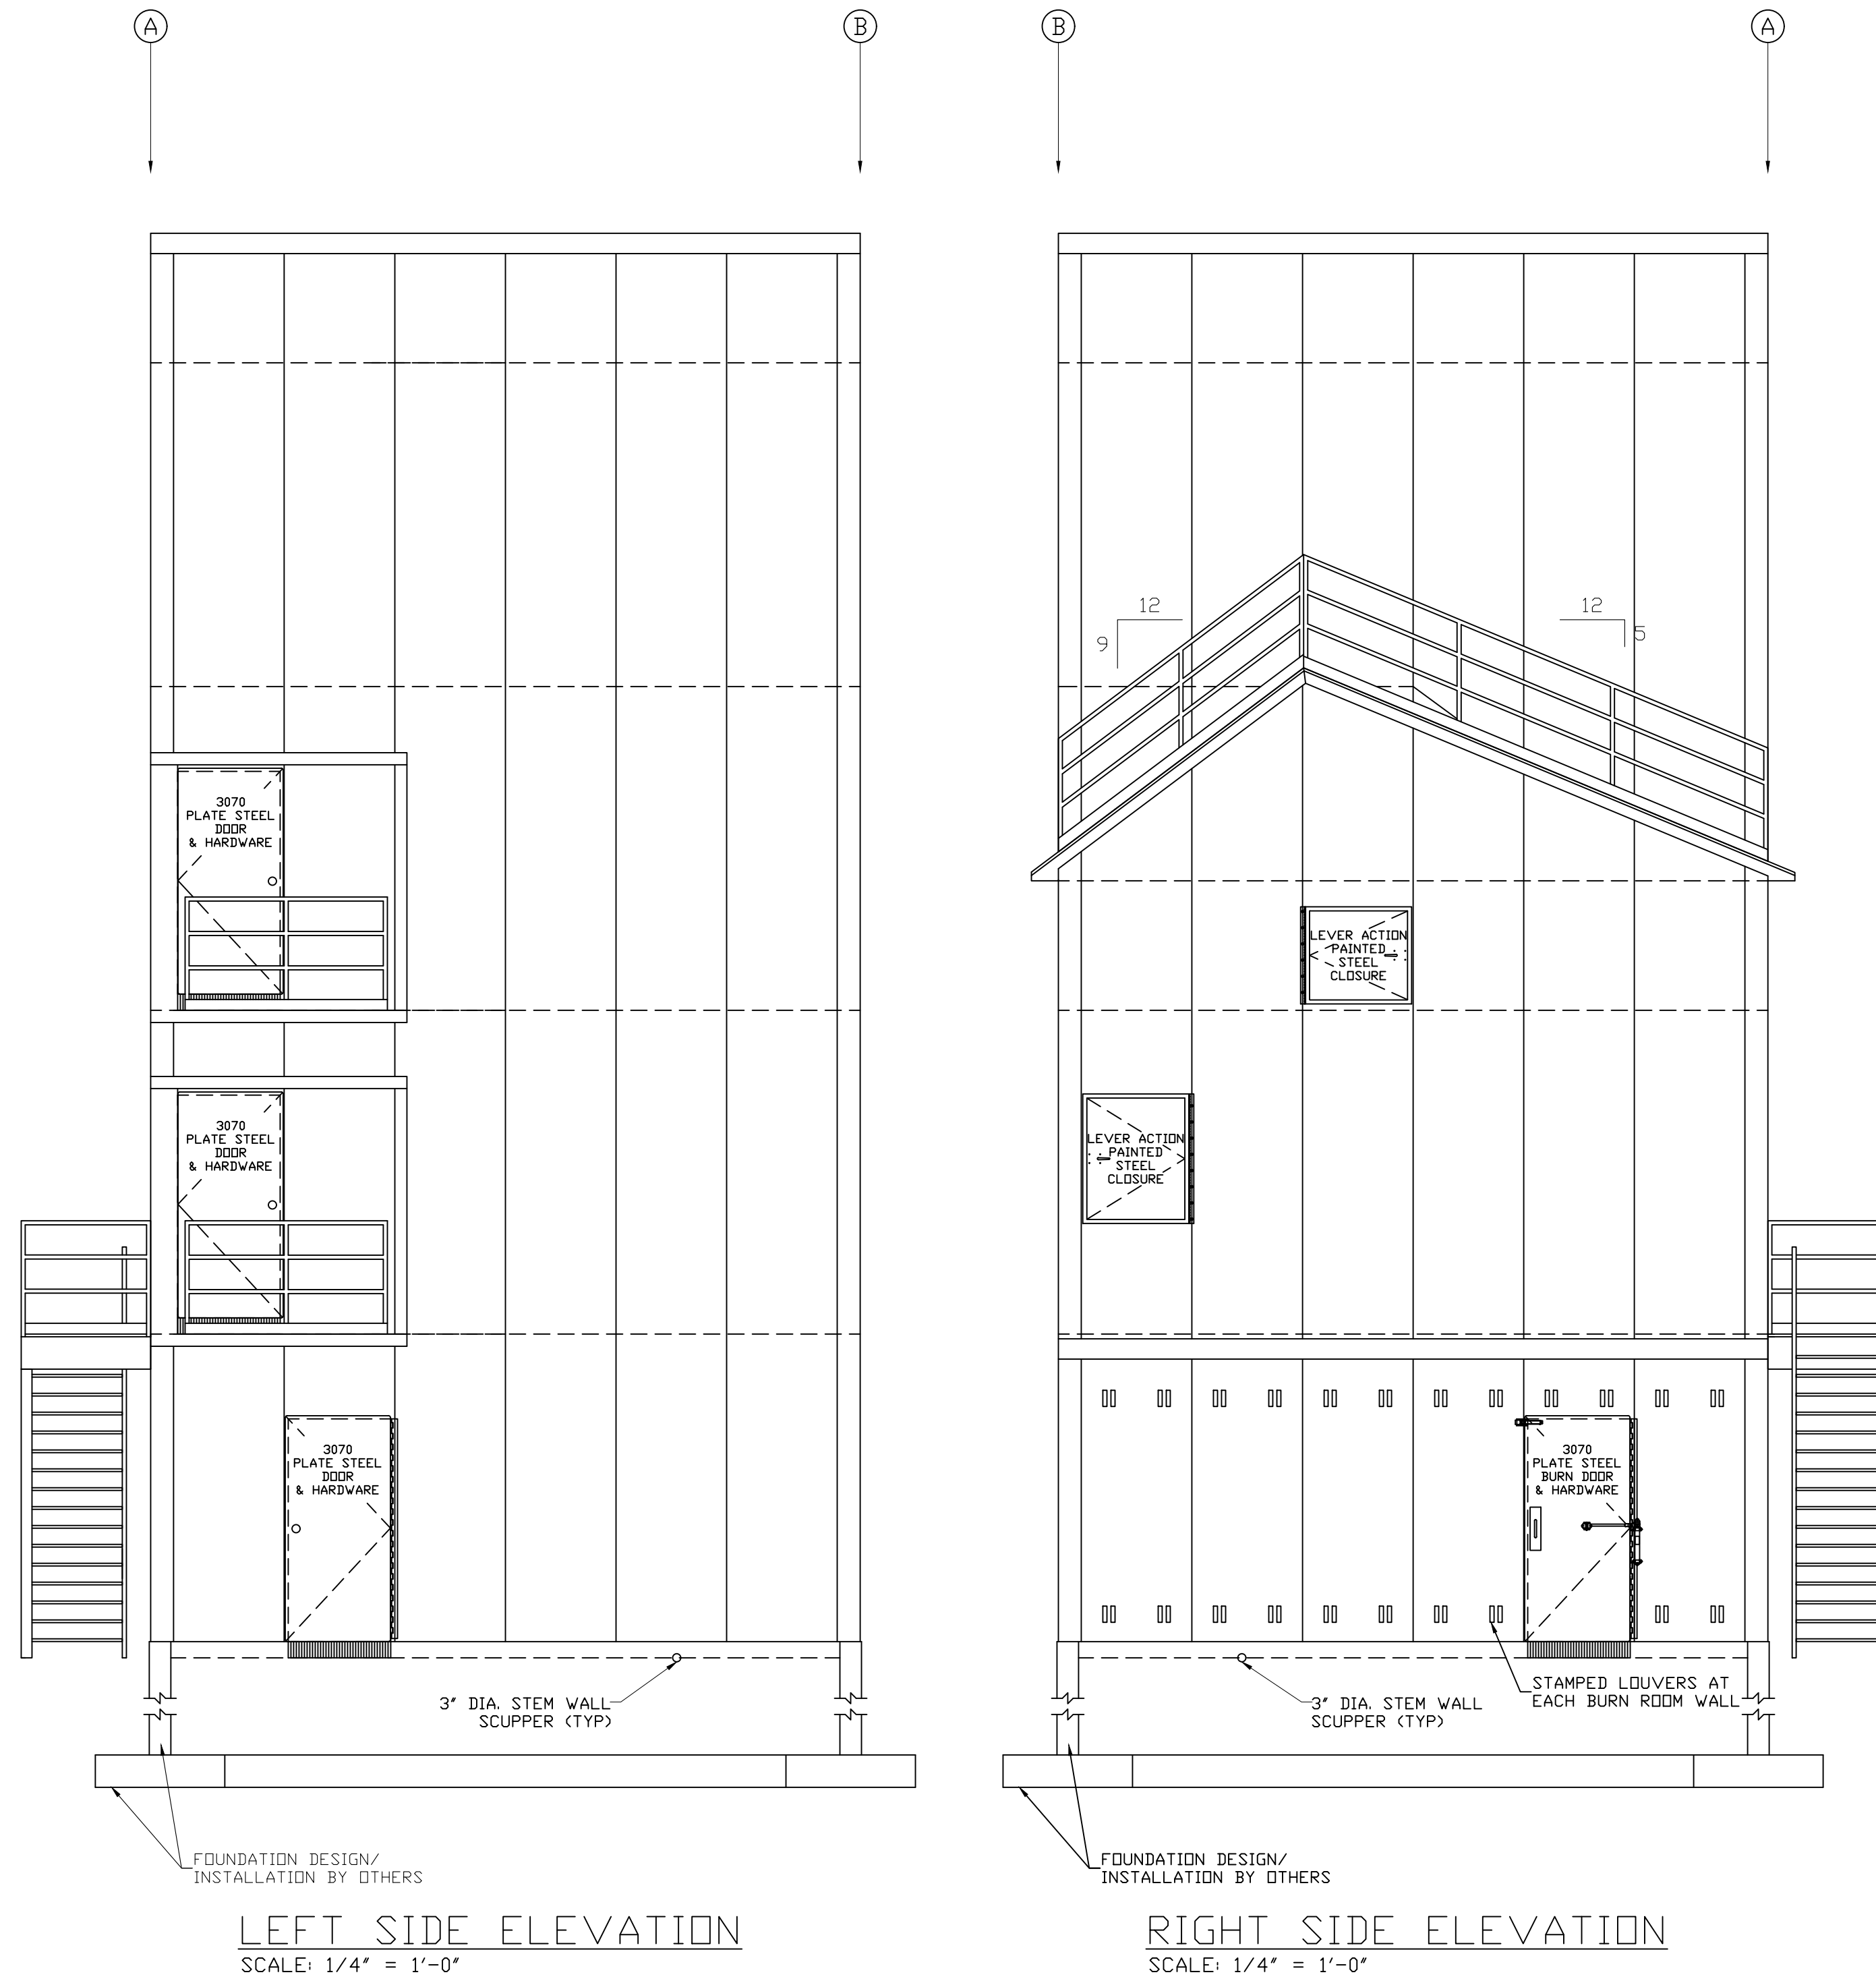 A
B
B
A
12
9
12
5
3070
PLATE STEEL
DOOR
& HARDWARE
LEVER ACTION
PAINTED
STEEL
CLOSURE
3070
PLATE STEEL
DOOR
& HARDWARE
LEVER ACTION
PAINTED
STEEL
CLOSURE
3070
PLATE STEEL
DOOR
& HARDWARE
3070
PLATE STEEL
BURN DOOR
& HARDWARE
3" DIA. STEM WALL
SCUPPER (TYP)
3" DIA. STEM WALL
SCUPPER (TYP)
STAMPED LOUVERS AT
EACH BURN ROOM WALL
FOUNDATION DESIGN/
INSTALLATION BY OTHERS
FOUNDATION DESIGN/
INSTALLATION BY OTHERS
LEFT SIDE ELEVATION
SCALE: 1/4" = 1'-0"
RIGHT SIDE ELEVATION
SCALE: 1/4" = 1'-0"